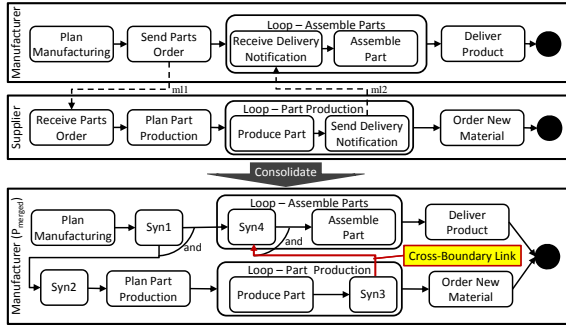 Manufacturer
Plan
Manufacturing
Send Parts
Order
Loop – Assemble Parts
Receive Delivery
Notification
Assemble
Part
Deliver
Product
ml1
ml2
Supplier
Receive Parts
Order
Plan Part
Production
Loop – Part Production
Produce Part
Send Delivery
Notification
Order New
Material
Consolidate
Manufacturer (Pmerged)
Plan
Manufacturing
Syn1
and
Loop – Assemble Parts
Syn4
and
Assemble
Part
Deliver
Product
Cross-Boundary Link
Syn2
Plan Part
Production
Loop – Part Production
Produce Part
Syn3
Order New
Material